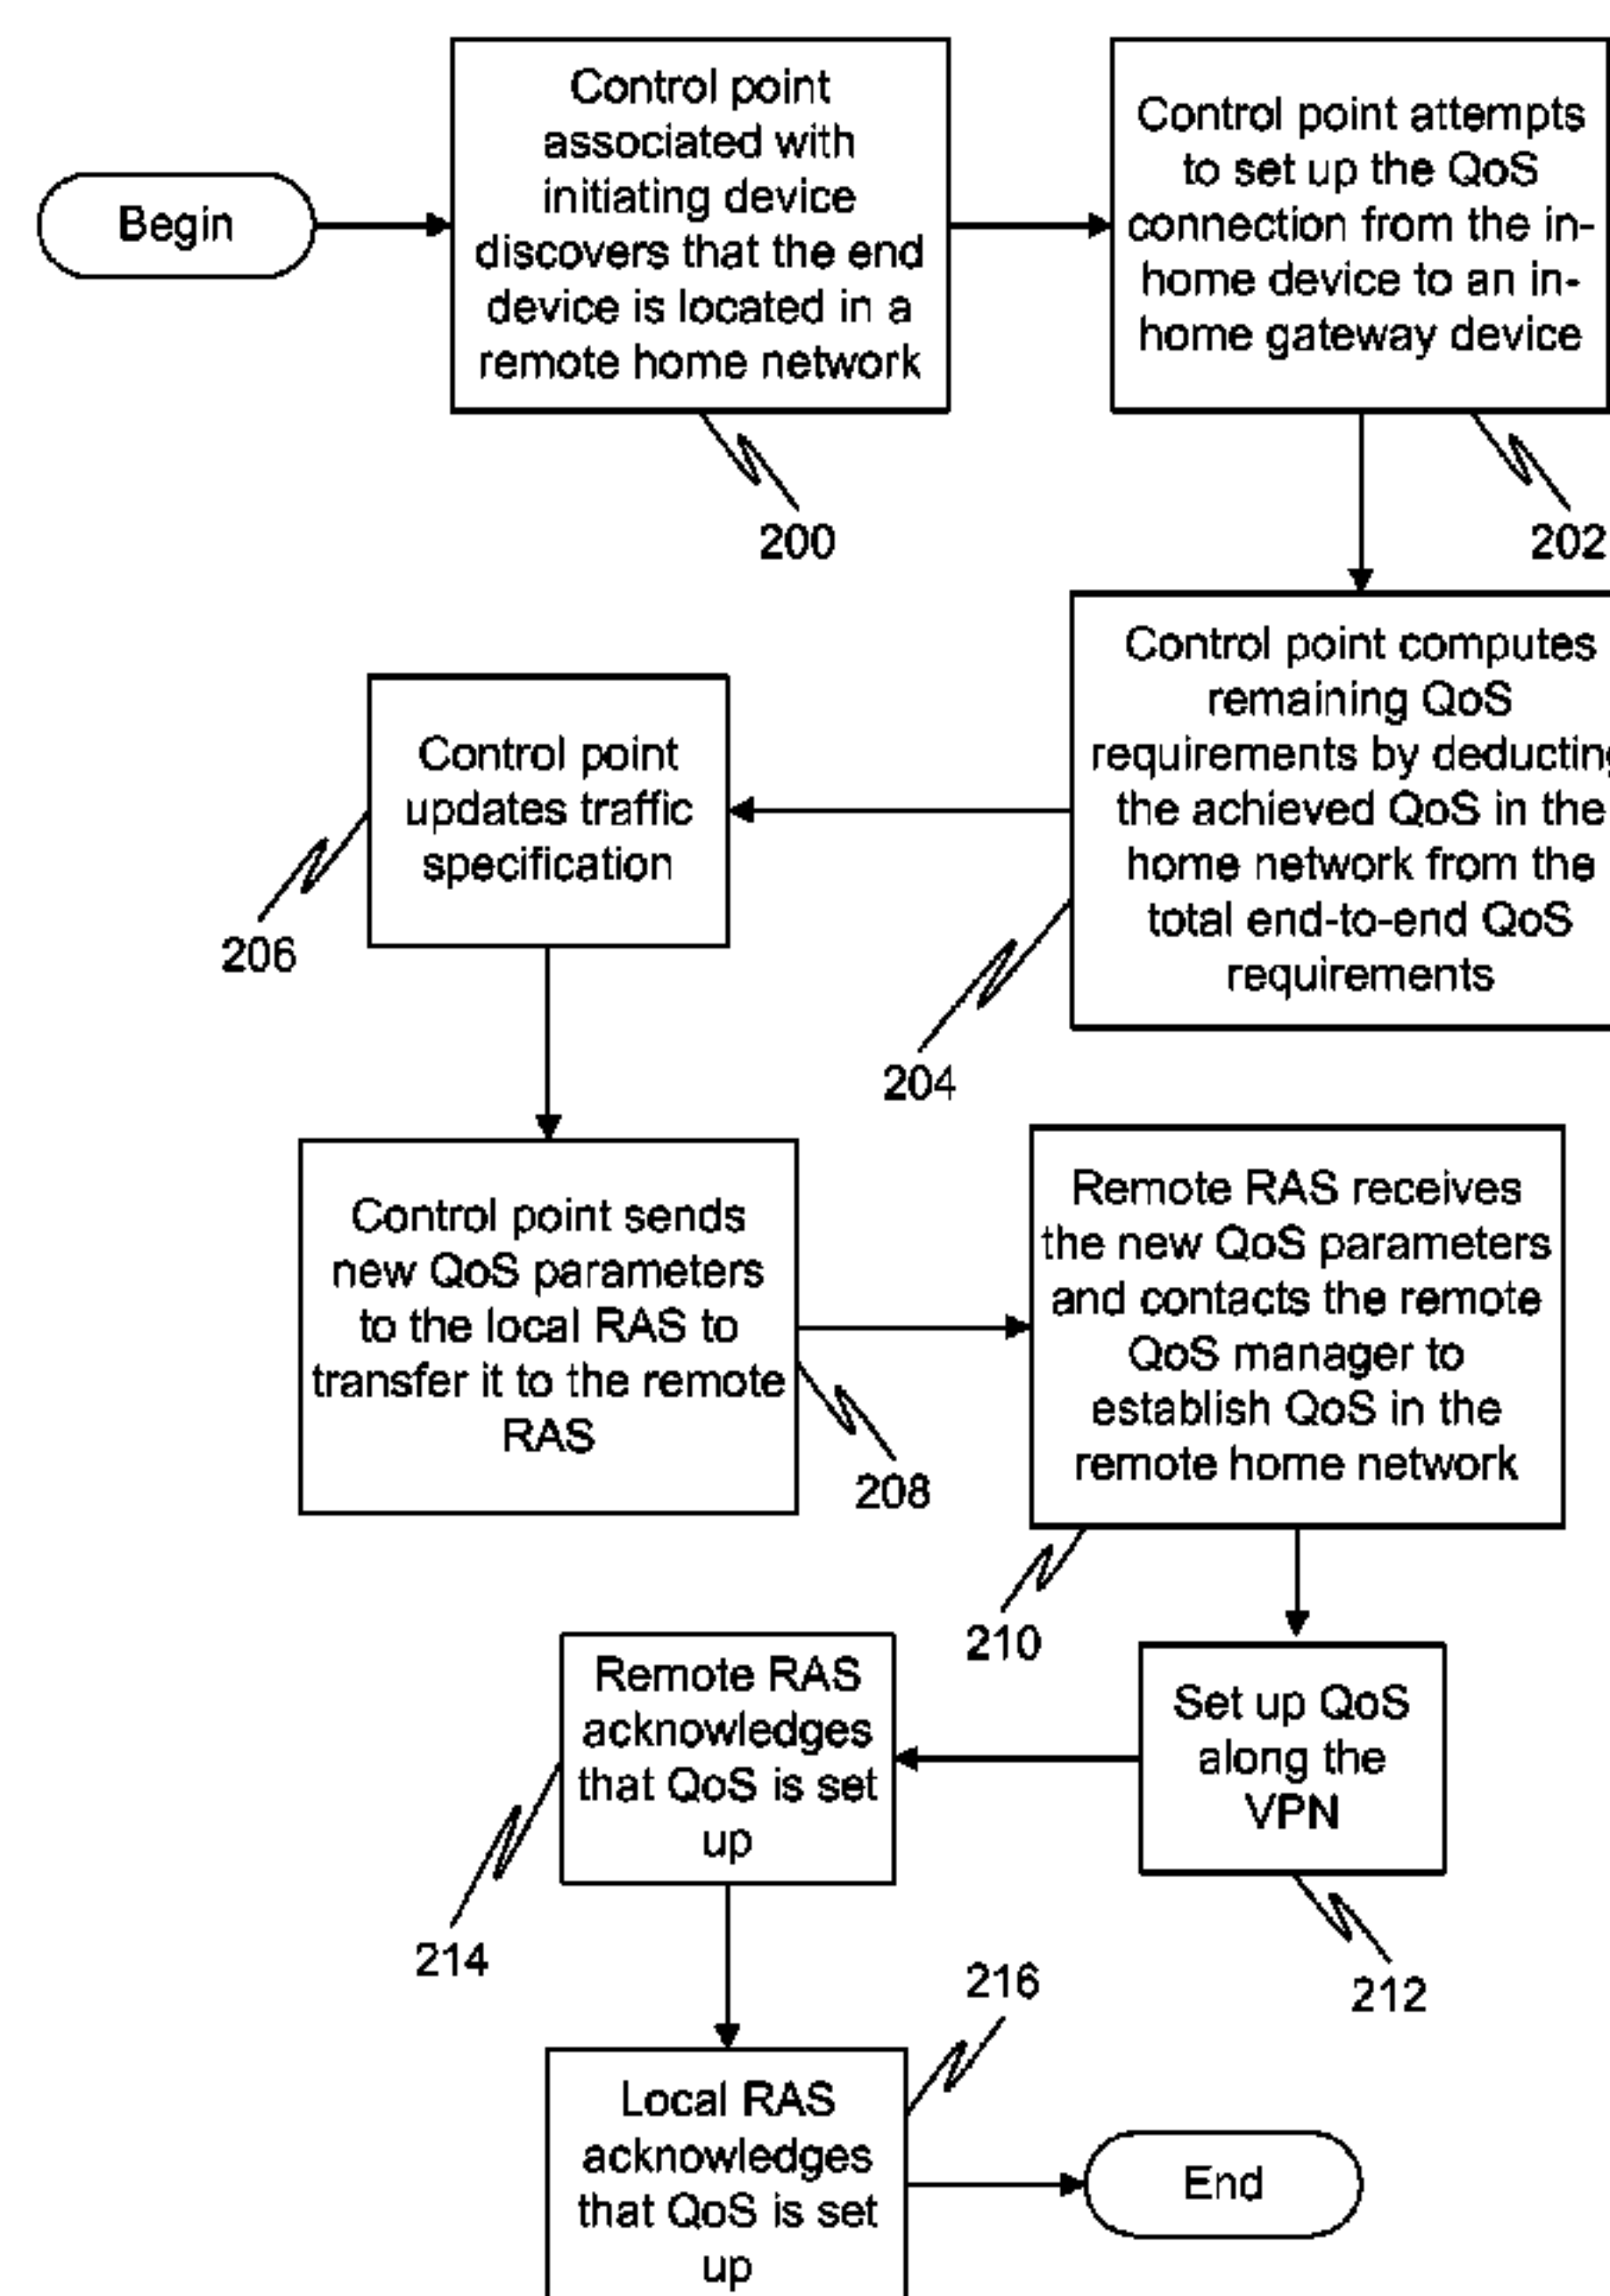 Begin
Control point
associated with
initiating device
discovers that the end
device is located in a
remote home network
200
Control point attempts
to set up the QoS
connection from the in-
home device to an in-
home gateway device
202
Control point computes
remaining QoS
requirements by deducting
the achieved QoS in the
home network from the
total end-to-end QoS
requirements
204
Control point
updates traffic
specification
206
Control point sends
new QoS parameters
to the local RAS to
transfer it to the remote
RAS
208
Remote RAS receives
the new QoS parameters
and contacts the remote
QoS manager to
establish QoS in the
remote home network
210
Set up QoS
along the
VPN
212
Remote RAS
acknowledges
that QoS is set
up
214
Local RAS
acknowledges
that QoS is set
up
216
End